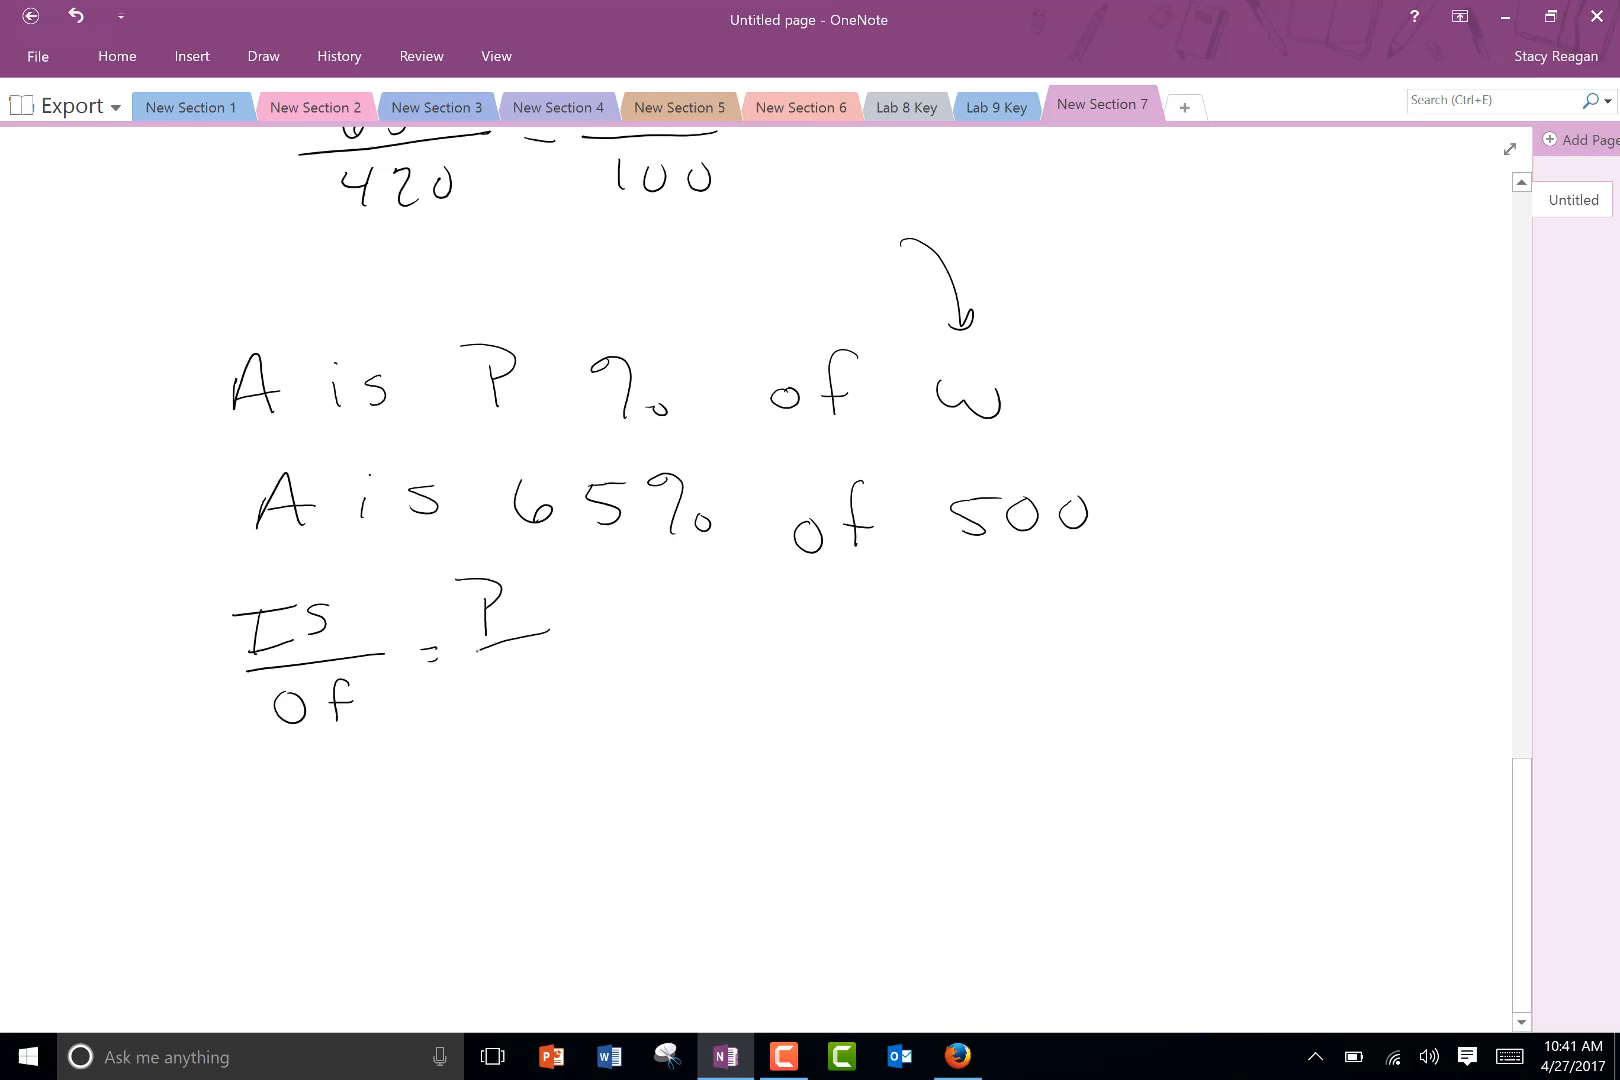 Untitled page - OneNote
?
File Home Insert Draw History Review View
Stacy Reagan
Export New Section 1 New Section 2 New Section 3 New Section 4 New Section 5 New Section 6 Lab 8 Key Lab 9 Key New Section 7 +
Search (Ctrl+E)
Add Page
Untitled
=
420 100
A is P % of w
A is 65% of 500
Is = P
Of
Ask me anything
10:41 AM
4/27/2017